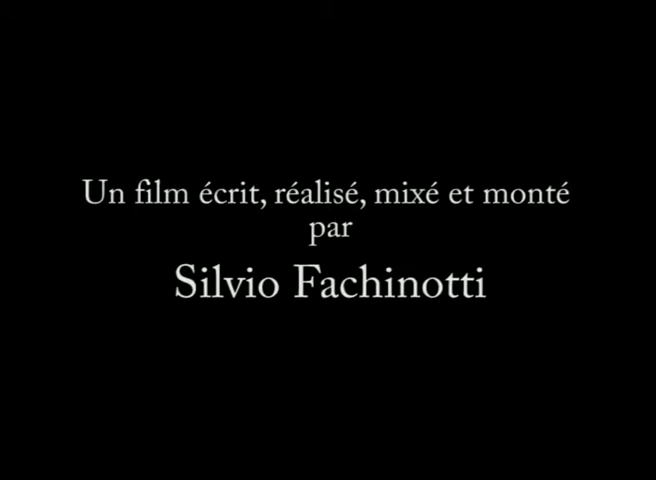 Un film écrit, réalisé, mixé et monté
par
Silvio Fachinotti